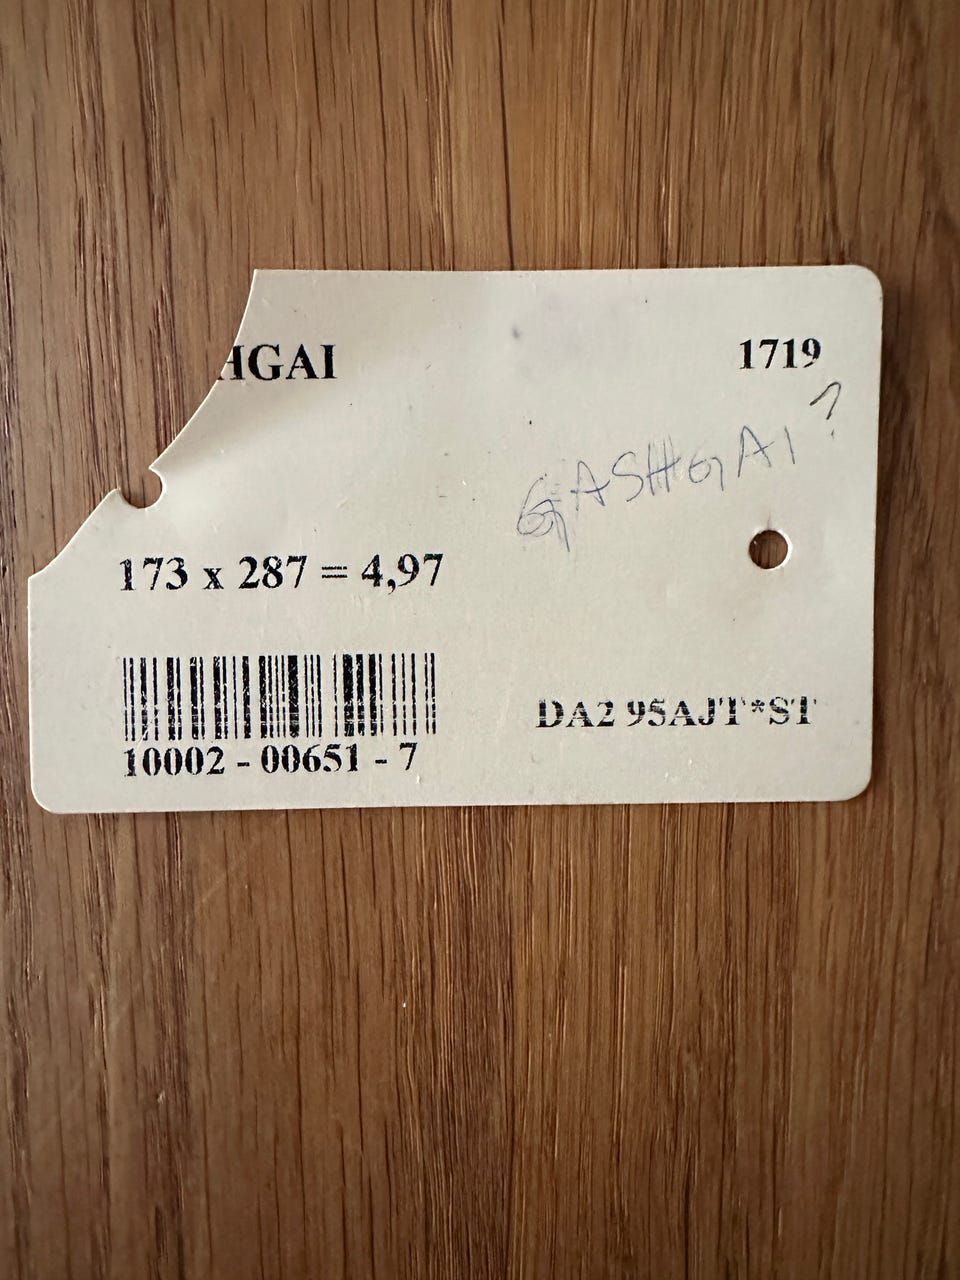 HGAI
1719
GASHGAI?
173 x 287 = 4,97
10002 - 00651 - 7
DA2 95AJT*ST